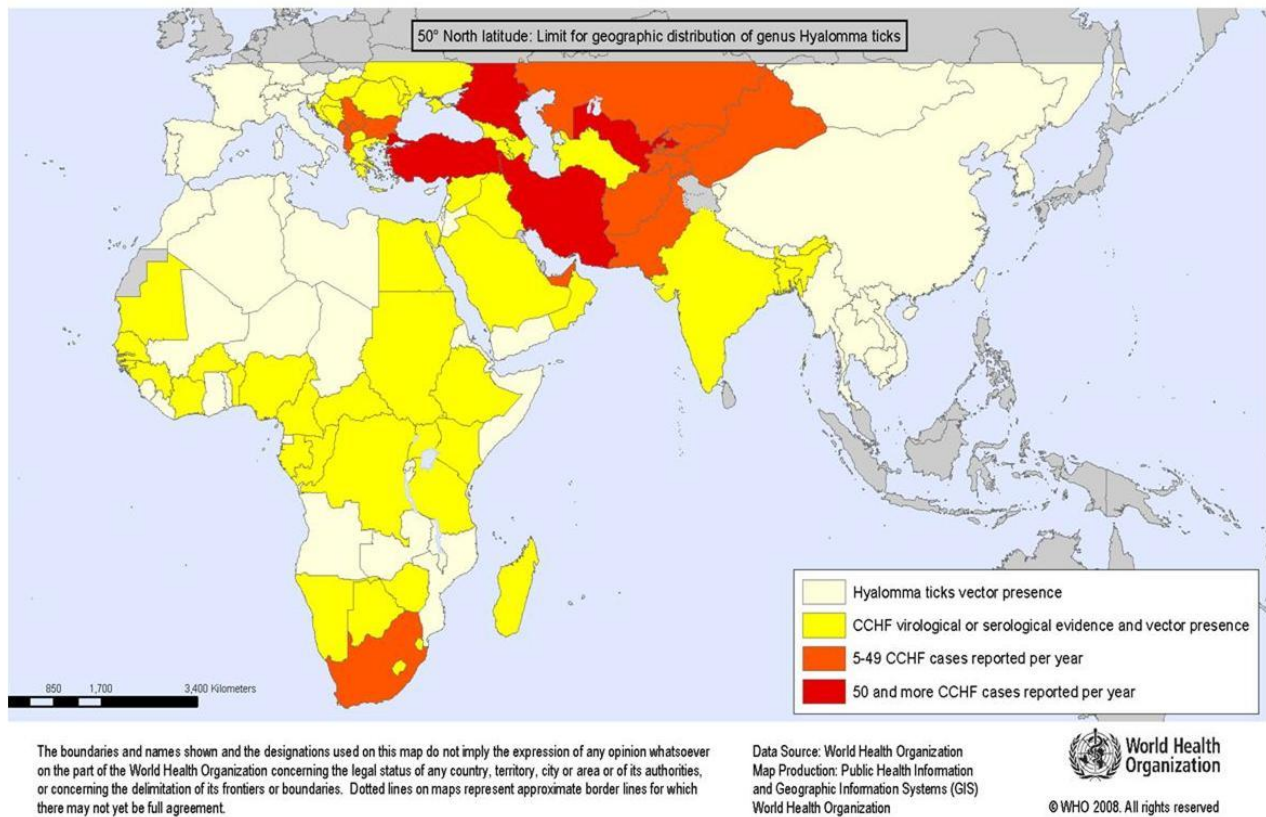 50° North latitude: Limit for geographic distribution of genus Hyalomma ticks
Hyalomma ticks vector presence
CCHF virological or serological evidence and vector presence
5-49 CCHF cases reported per year
50 and more CCHF cases reported per year
850 1,700 3,400 Kilometers
The boundaries and names shown and the designations used on this map do not imply the expression of any opinion whatsoever
on the part of the World Health Organization concerning the legal status of any country, territory, city or area or of its authorities,
or concerning the delimitation of its frontiers or boundaries. Dotted lines on maps represent approximate border lines for which
there may not yet be full agreement.
Data Source: World Health Organization
Map Production: Public Health Information
and Geographic Information Systems (GIS)
World Health Organization
World Health
Organization
© WHO 2008. All rights reserved